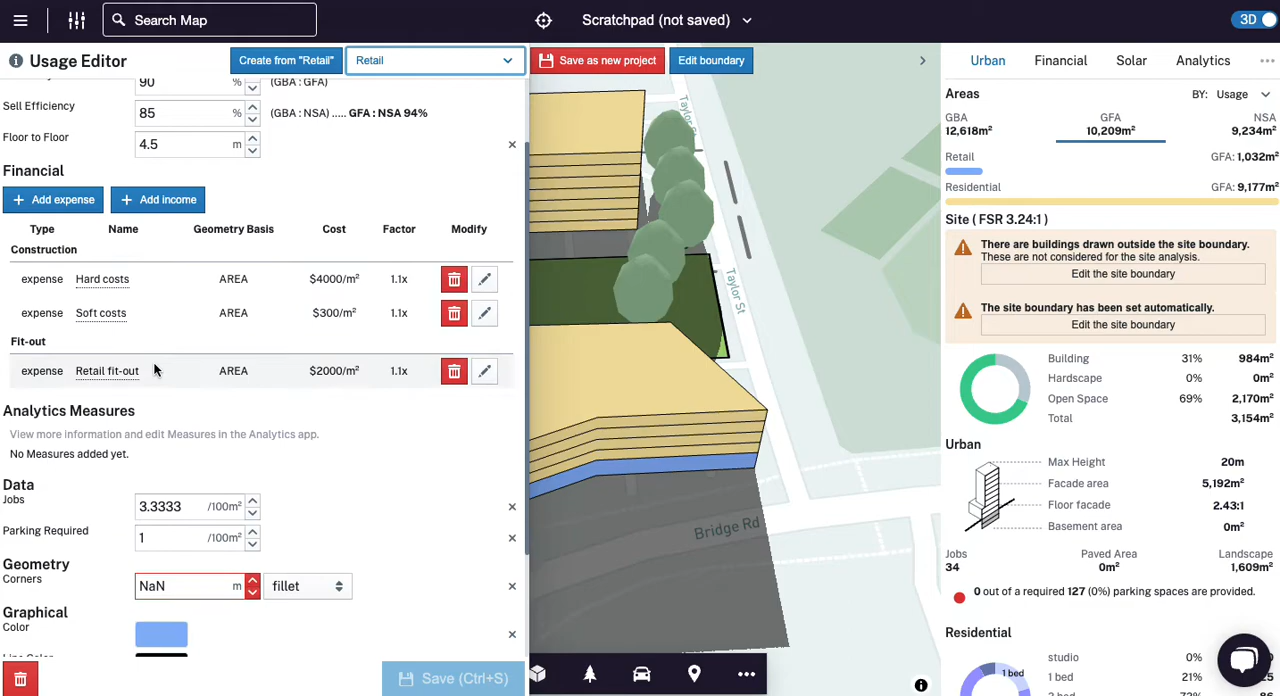 Search Map
Scratchpad (not saved)
3D
Usage Editor
Create from "Retail"
Retail
Save as new project
Edit boundary
90 % (GBA : GFA)
Sell Efficiency
85 % (GBA : NSA) ..... GFA : NSA 94%
Floor to Floor
4.5 m
Financial
Add expense
Add income
Type Name Geometry Basis Cost Factor Modify
Construction
expense Hard costs AREA $4000/m² 1.1x
expense Soft costs AREA $300/m² 1.1x
Fit-out
expense Retail fit-out AREA $2000/m² 1.1x
Analytics Measures
View more information and edit Measures in the Analytics app.
No Measures added yet.
Data
Jobs
3.3333 /100m²
Parking Required
1 /100m²
Geometry
Corners
NaN m fillet
Graphical
Color
Save (Ctrl+S)
Taylor St
Taylor St
Bridge Rd
Urban Financial Solar Analytics
Areas
BY: Usage
GBA GFA NSA
12,618m² 10,209m² 9,234m²
Retail GFA: 1,032m²
Residential GFA: 9,177m²
Site ( FSR 3.24:1 )
There are buildings drawn outside the site boundary.
These are not considered for the site analysis.
Edit the site boundary
The site boundary has been set automatically.
Edit the site boundary
Building 31% 984m²
Hardscape 0% 0m²
Open Space 69% 2,170m²
Total 3,154m²
Urban
Max Height 20m
Facade area 5,192m²
Floor facade 2.43:1
Basement area 0m²
Jobs Paved Area Landscape
34 0m² 1,609m²
0 out of a required 127 (0%) parking spaces are provided.
Residential
studio 0%
1 bed
1 bed 21%